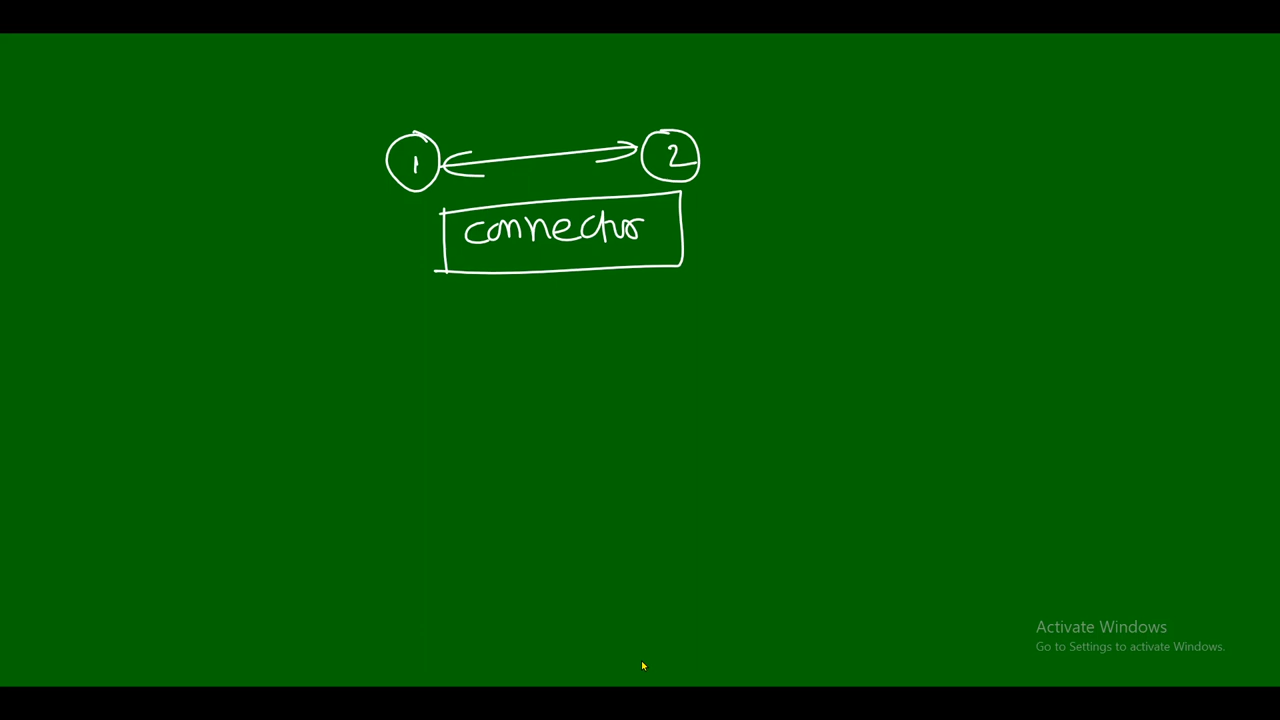 1
2
connector
Activate Windows
Go to Settings to activate Windows.